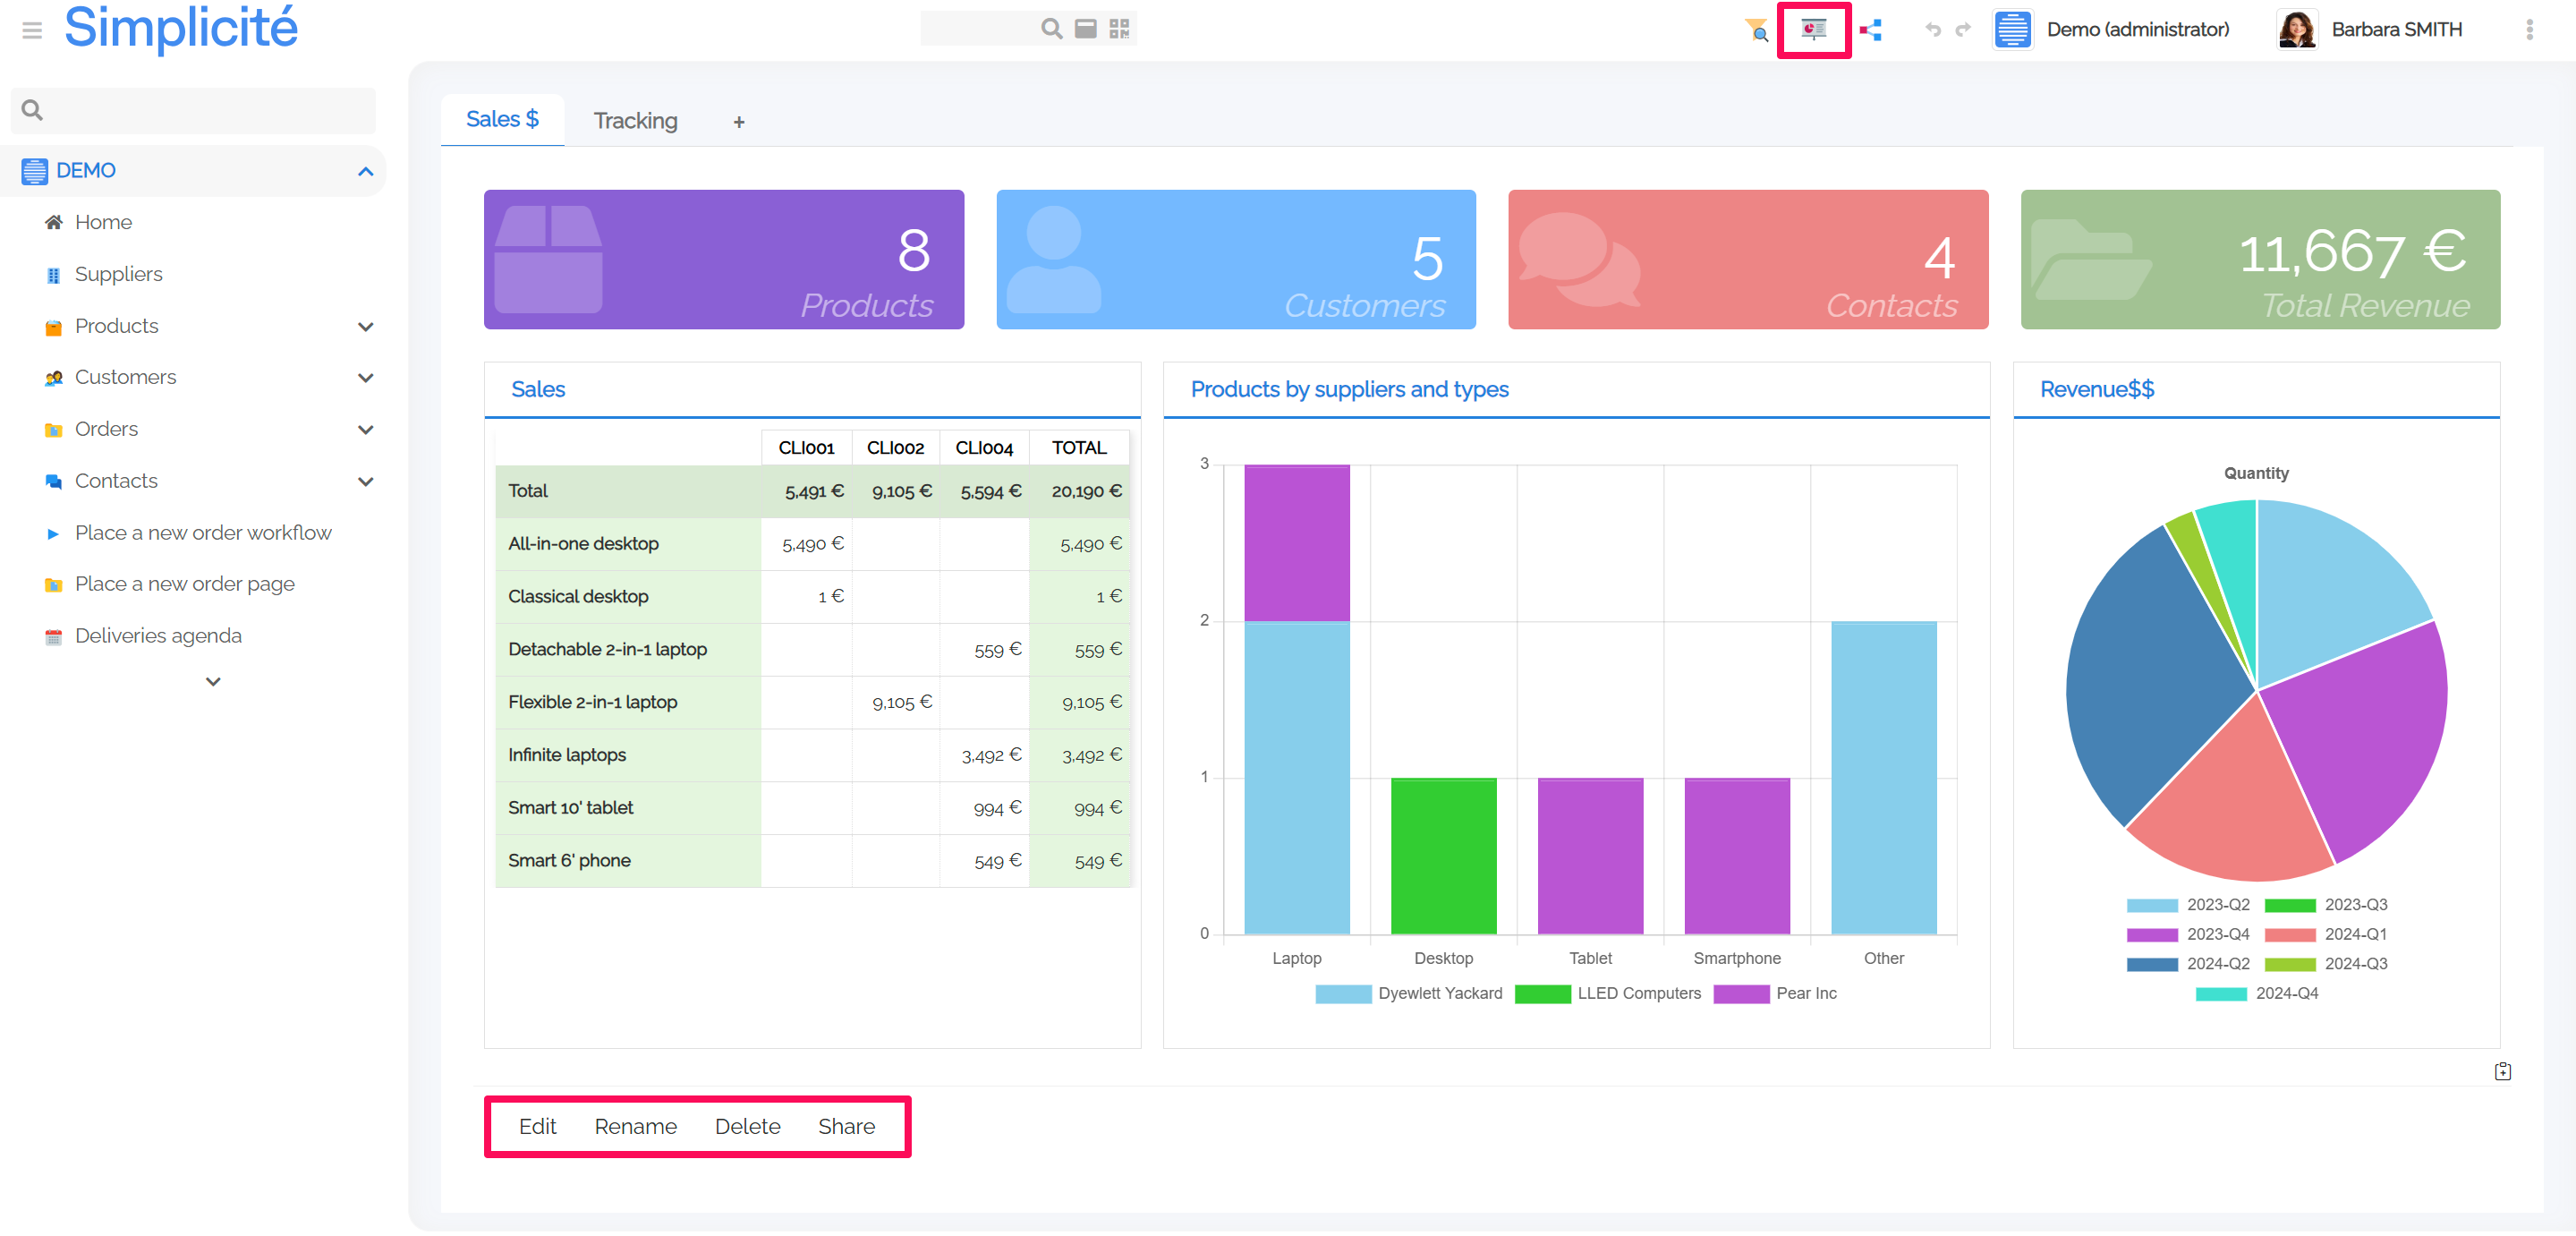 Simplicité
Demo (administrator)
Barbara SMITH
DEMO
Home
Suppliers
Products
Customers
Orders
Contacts
Place a new order workflow
Place a new order page
Deliveries agenda
Sales $ Tracking +
8
Products
5
Customers
4
Contacts
11,667 €
Total Revenue
Sales
CLI001 CLI002 CLI004 TOTAL
Total 5,491 € 9,105 € 5,594 € 20,190 €
All-in-one desktop 5,490 € 5,490 €
Classical desktop 1 € 1 €
Detachable 2-in-1 laptop 559 € 559 €
Flexible 2-in-1 laptop 9,105 € 9,105 €
Infinite laptops 3,492 € 3,492 €
Smart 10' tablet 994 € 994 €
Smart 6' phone 549 € 549 €
Products by suppliers and types
3
2
1
0
Laptop Desktop Tablet Smartphone Other
Dyewlett Yackard LLED Computers Pear Inc
Revenue$$
Quantity
2023-Q2 2023-Q3
2023-Q4 2024-Q1
2024-Q2 2024-Q3
2024-Q4
Edit Rename Delete Share